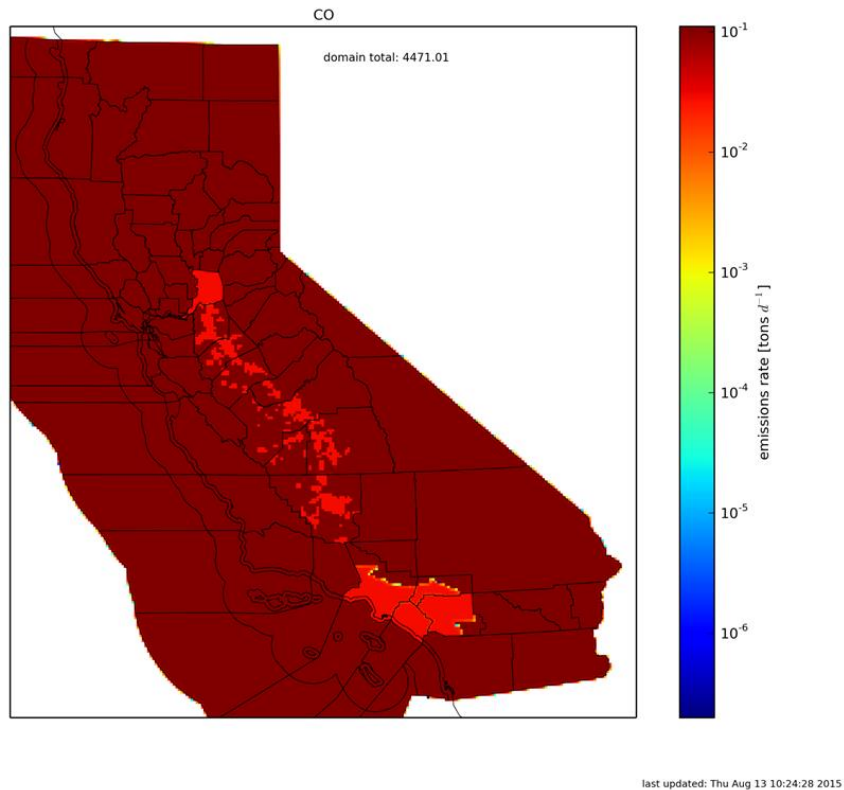 CO
domain total: 4471.01
10⁻¹
10⁻²
10⁻³
10⁻⁴
10⁻⁵
10⁻⁶
emissions rate [tons d⁻¹]
last updated: Thu Aug 13 10:24:28 2015